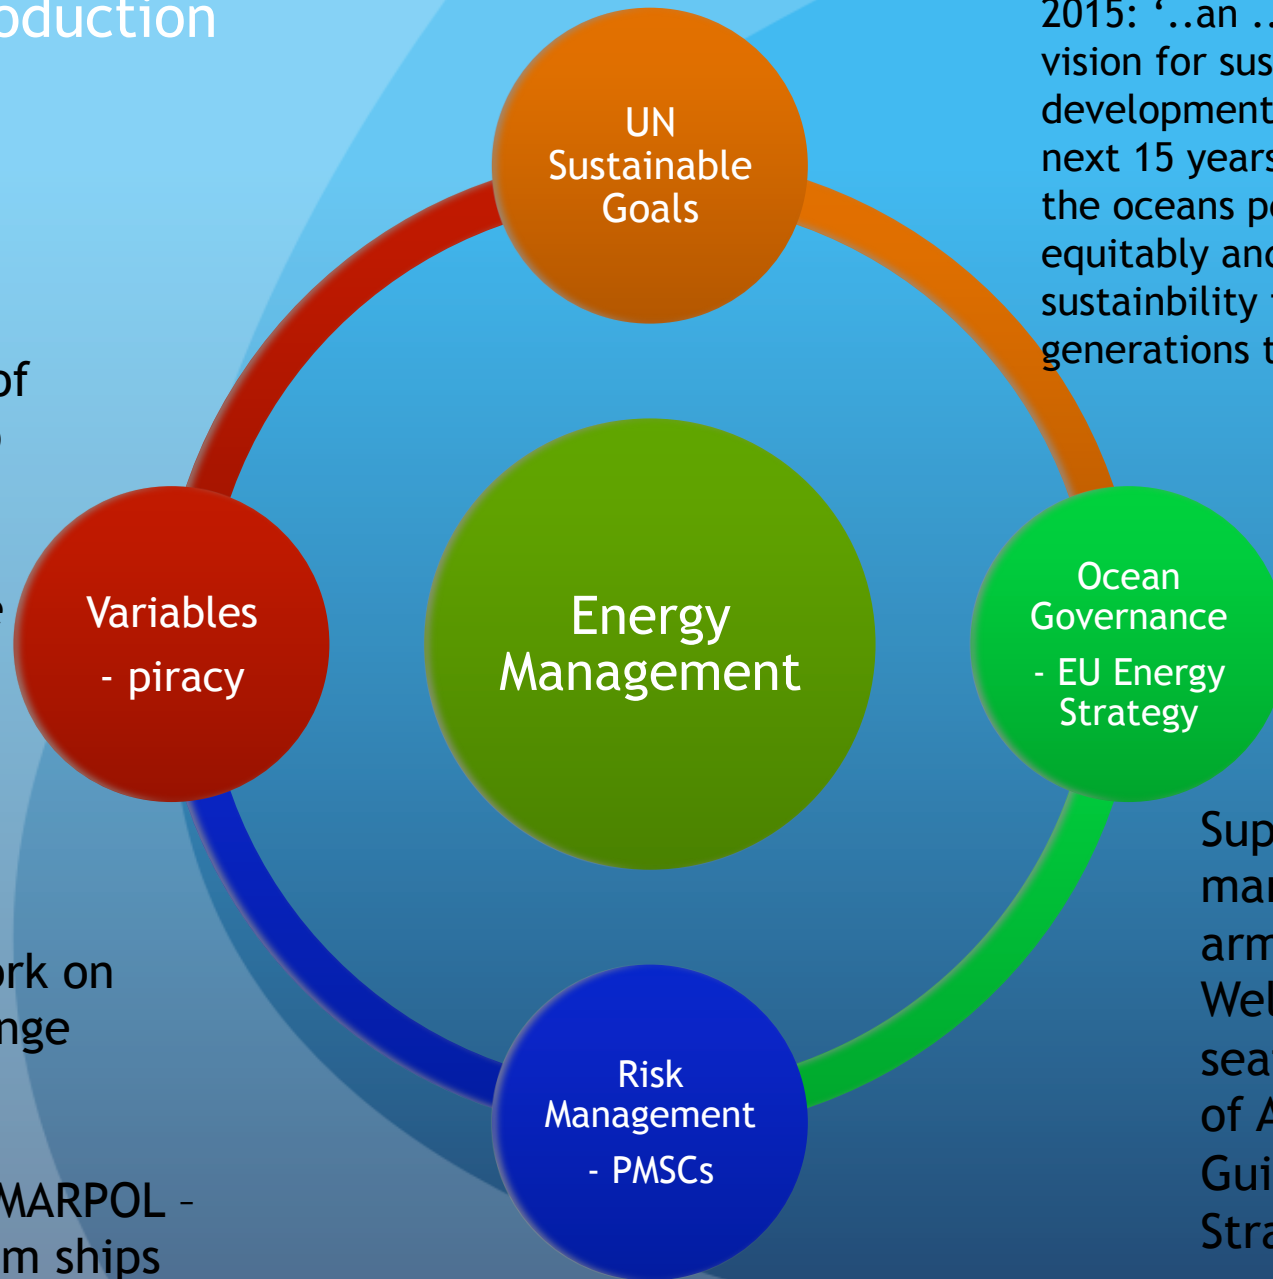 oduction
2015: ‘..an ..
vision for sus
development
next 15 years
the oceans p
equitably and
sustainbility
generations t
UN
Sustainable
Goals
of
Variables
- piracy
Energy
Management
Ocean
Governance
- EU Energy
Strategy
ork on
nge
MARPOL –
m ships
Risk
Management
- PMSCs
Sup
mar
arm
Wel
sea
of A
Gui
Stra